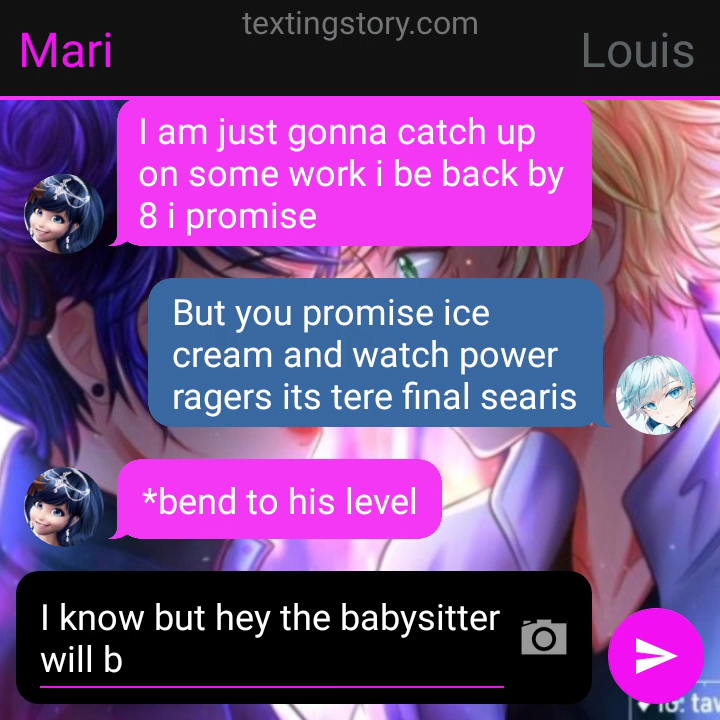 textingstory.com
Mari
Louis
I am just gonna catch up
on some work i be back by
8 i promise
But you promise ice
cream and watch power
ragers its tere final searis
*bend to his level
I know but hey the babysitter
will b